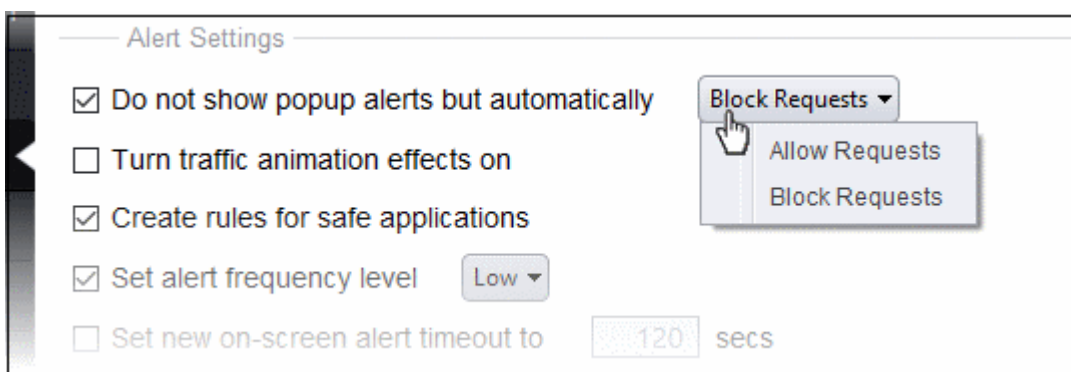 Alert Settings
Do not show popup alerts but automatically Block Requests
Allow Requests
Turn traffic animation effects on
Block Requests
Create rules for safe applications
Set alert frequency level Low
Set new on-screen alert timeout to 120 secs